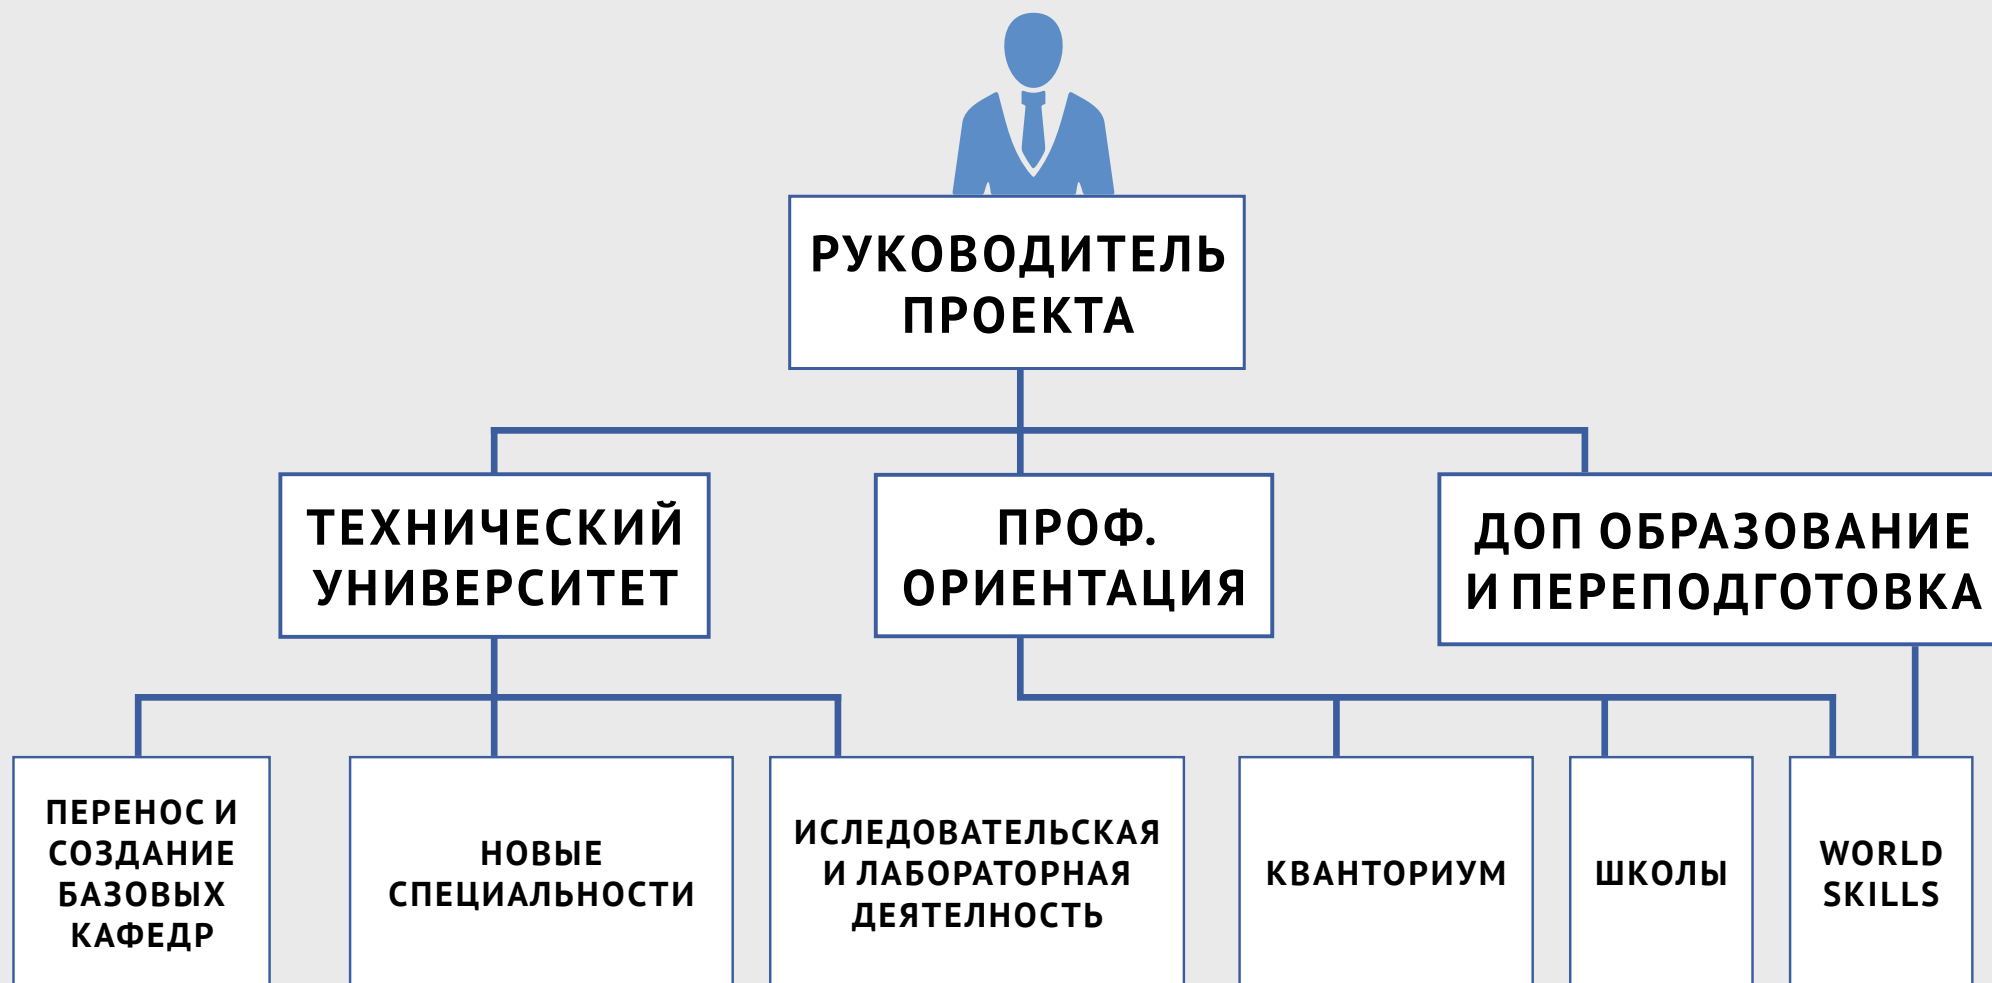 РУКОВОДИТЕЛЬ
ПРОЕКТА
ТЕХНИЧЕСКИЙ
УНИВЕРСИТЕТ
ПРОФ.
ОРИЕНТАЦИЯ
ДОП ОБРАЗОВАНИЕ
И ПЕРЕПОДГОТОВКА
ПЕРЕНОС И
СОЗДАНИЕ
БАЗОВЫХ
КАФЕДР
НОВЫЕ
СПЕЦИАЛЬНОСТИ
ИСЛЕДОВАТЕЛЬСКАЯ
И ЛАБОРАТОРНАЯ
ДЕЯТЕЛНОСТЬ
КВАНТОРИУМ
ШКОЛЫ
WORLD
SKILLS